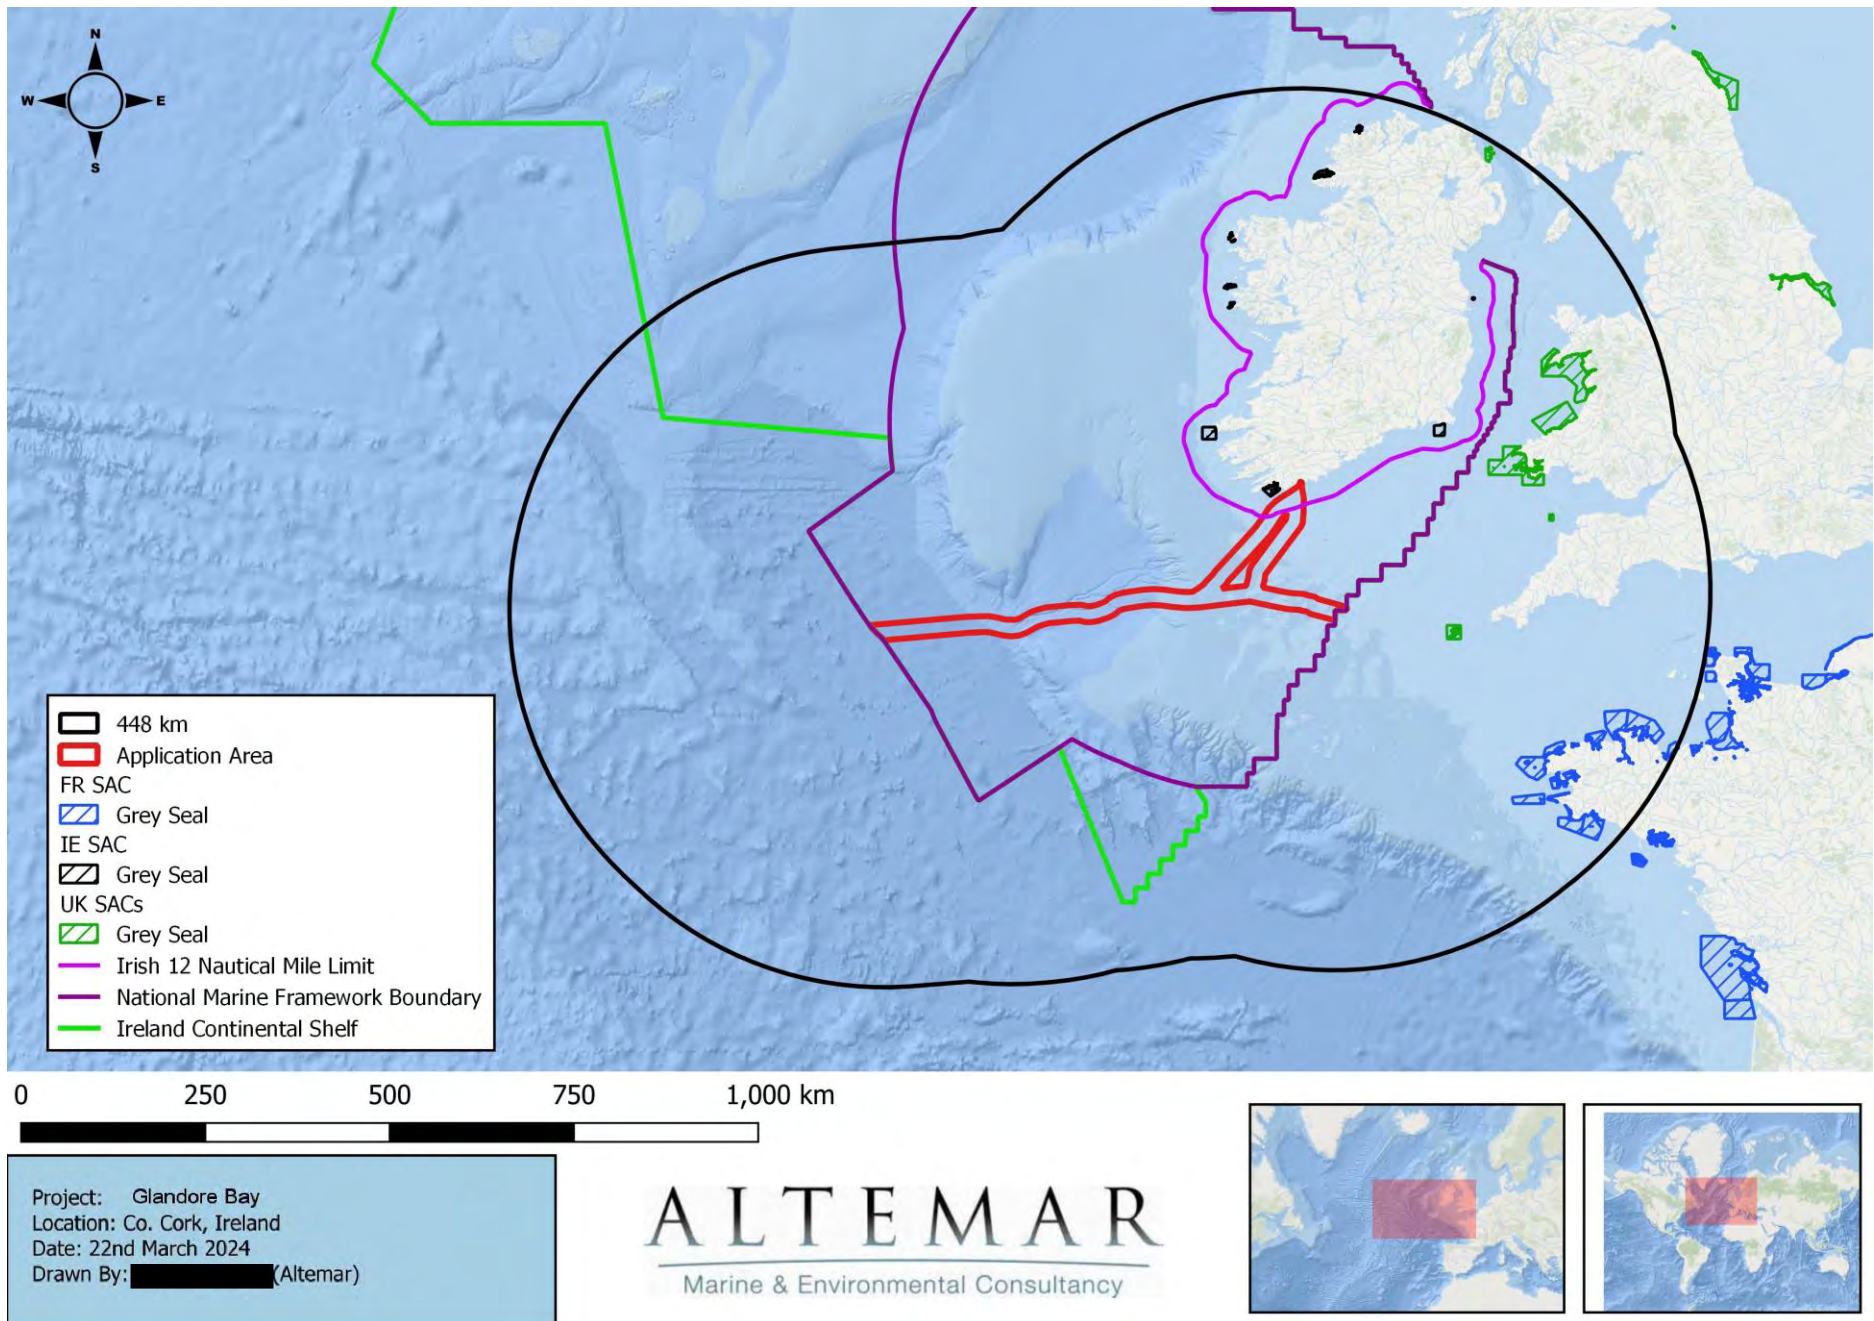 N
W E
S
448 km
Application Area
FR SAC
Grey Seal
IE SAC
Grey Seal
UK SACs
Grey Seal
Irish 12 Nautical Mile Limit
National Marine Framework Boundary
Ireland Continental Shelf
0 250 500 750 1,000 km
Project: Glandore Bay
Location: Co. Cork, Ireland
Date: 22nd March 2024
Drawn By: (Altemar)
ALTEMAR
Marine & Environmental Consultancy